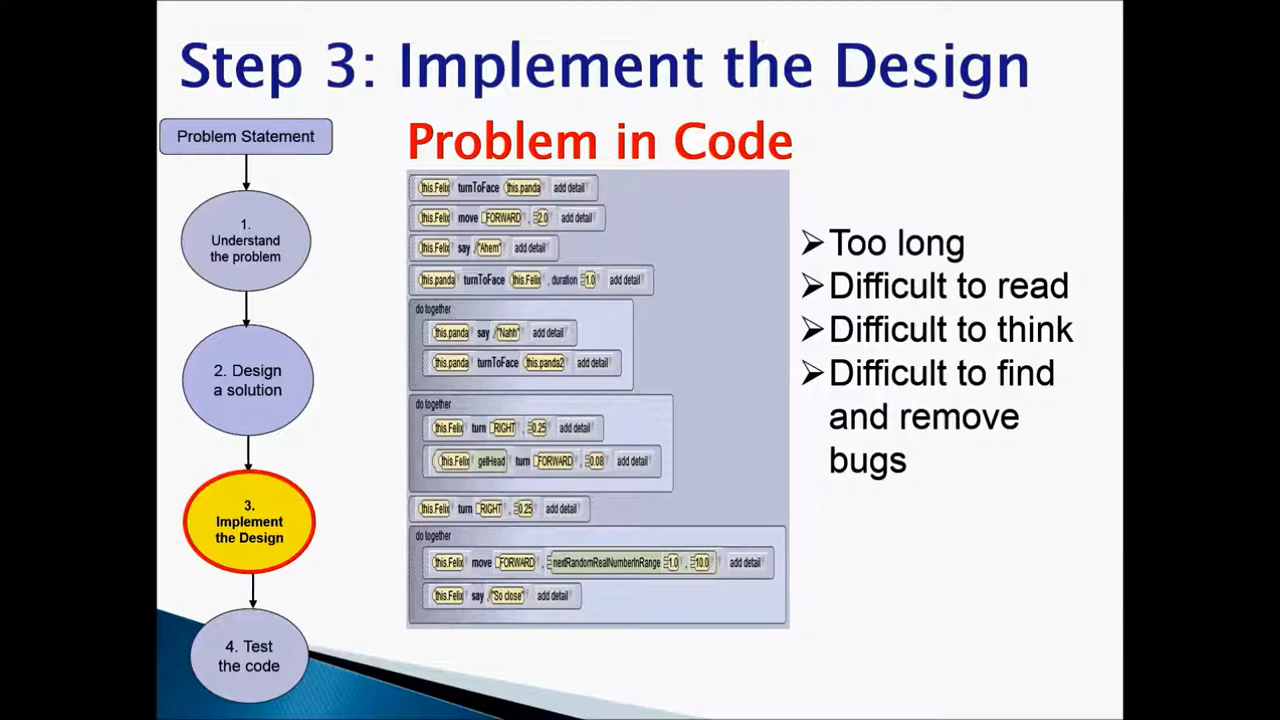 Step 3: Implement the Design
Problem Statement
1.
Understand
the problem
2. Design
a solution
3.
Implement
the Design
4. Test
the code
Problem in Code
this.Felix turnToFace this.panda add detail
this.Felix move FORWARD , 2.0 add detail
this.Felix say "Ahem" add detail
this.panda turnToFace this.Felix , duration 1.0 add detail
do together
this.panda say "Nahh" add detail
this.panda turnToFace this.panda2 add detail
do together
this.Felix turn RIGHT , 0.25 add detail
this.Felix getHead turn FORWARD , 0.08 add detail
this.Felix turn RIGHT , 0.25 add detail
do together
this.Felix move FORWARD , nextRandomRealNumberInRange 1.0 , 10.0 add detail
this.Felix say "So close" add detail
➢Too long
➢Difficult to read
➢Difficult to think
➢Difficult to find
and remove
bugs